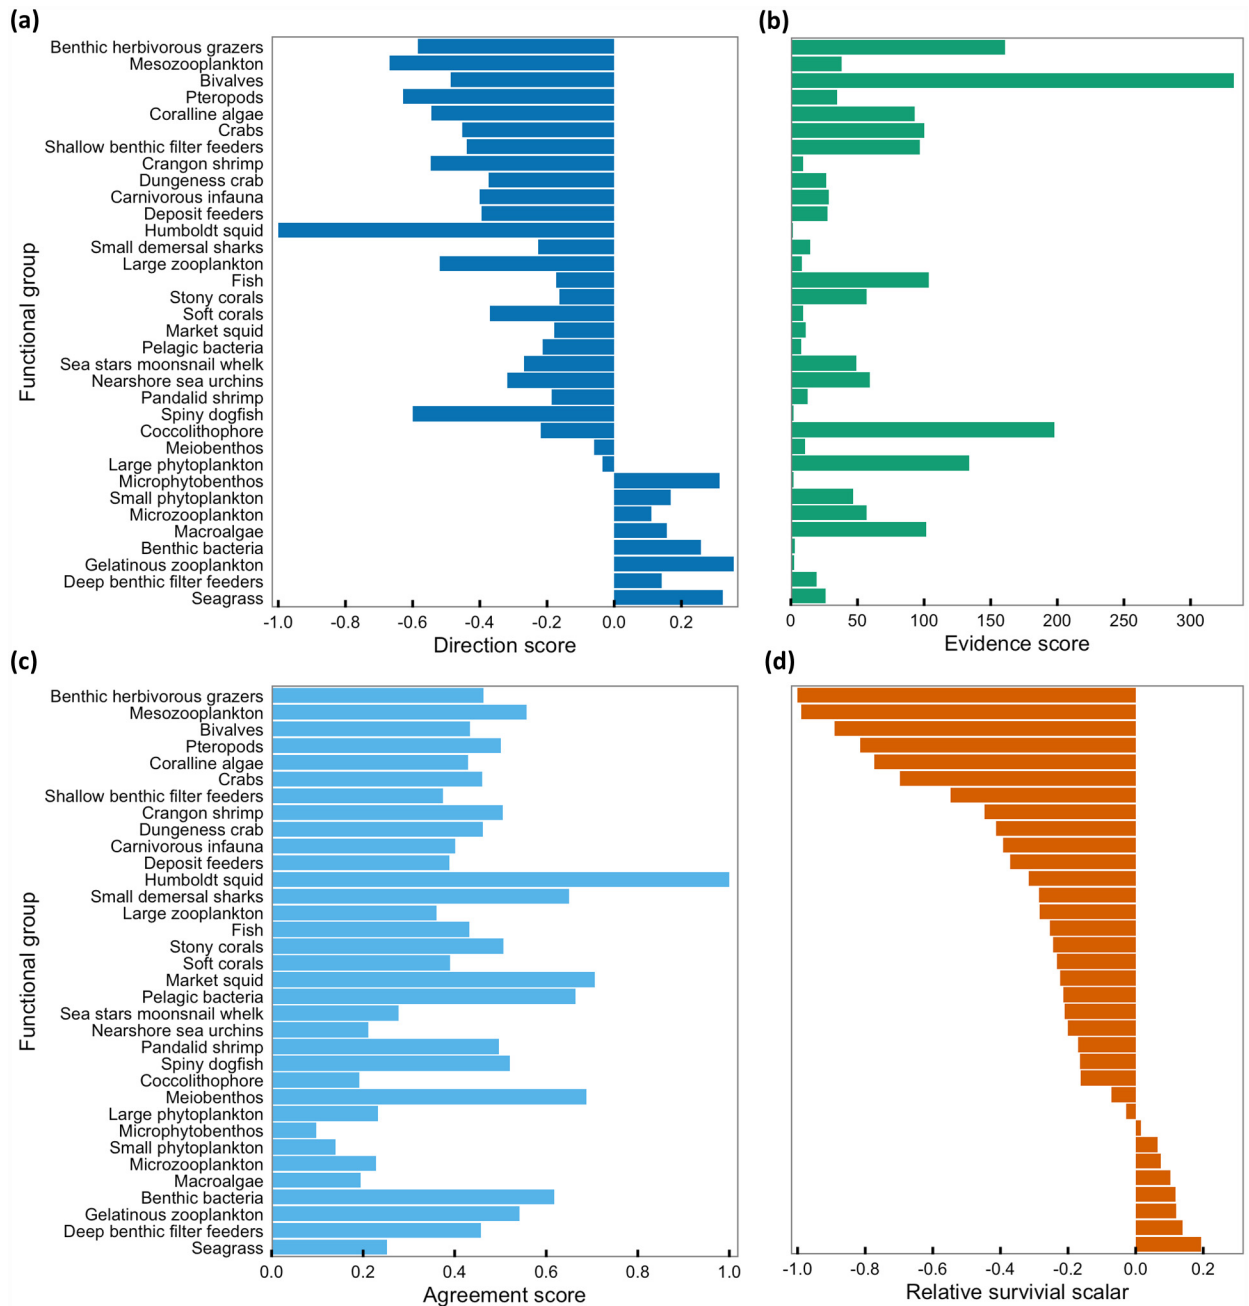 (a)
Functional group
Benthic herbivorous grazers
Mesozooplankton
Bivalves
Pteropods
Coralline algae
Crabs
Shallow benthic filter feeders
Crangon shrimp
Dungeness crab
Carnivorous infauna
Deposit feeders
Humboldt squid
Small demersal sharks
Large zooplankton
Fish
Stony corals
Soft corals
Market squid
Pelagic bacteria
Sea stars moonsnail whelk
Nearshore sea urchins
Pandalid shrimp
Spiny dogfish
Coccolithophore
Meiobenthos
Large phytoplankton
Microphytobenthos
Small phytoplankton
Microzooplankton
Macroalgae
Benthic bacteria
Gelatinous zooplankton
Deep benthic filter feeders
Seagrass
-1.0 -0.8 -0.6 -0.4 -0.2 0.0 0.2
Direction score
(b)
0 50 100 150 200 250 300
Evidence score
(c)
Functional group
Benthic herbivorous grazers
Mesozooplankton
Bivalves
Pteropods
Coralline algae
Crabs
Shallow benthic filter feeders
Crangon shrimp
Dungeness crab
Carnivorous infauna
Deposit feeders
Humboldt squid
Small demersal sharks
Large zooplankton
Fish
Stony corals
Soft corals
Market squid
Pelagic bacteria
Sea stars moonsnail whelk
Nearshore sea urchins
Pandalid shrimp
Spiny dogfish
Coccolithophore
Meiobenthos
Large phytoplankton
Microphytobenthos
Small phytoplankton
Microzooplankton
Macroalgae
Benthic bacteria
Gelatinous zooplankton
Deep benthic filter feeders
Seagrass
0.0 0.2 0.4 0.6 0.8 1.0
Agreement score
(d)
-1.0 -0.8 -0.6 -0.4 -0.2 0.0 0.2
Relative survivial scalar